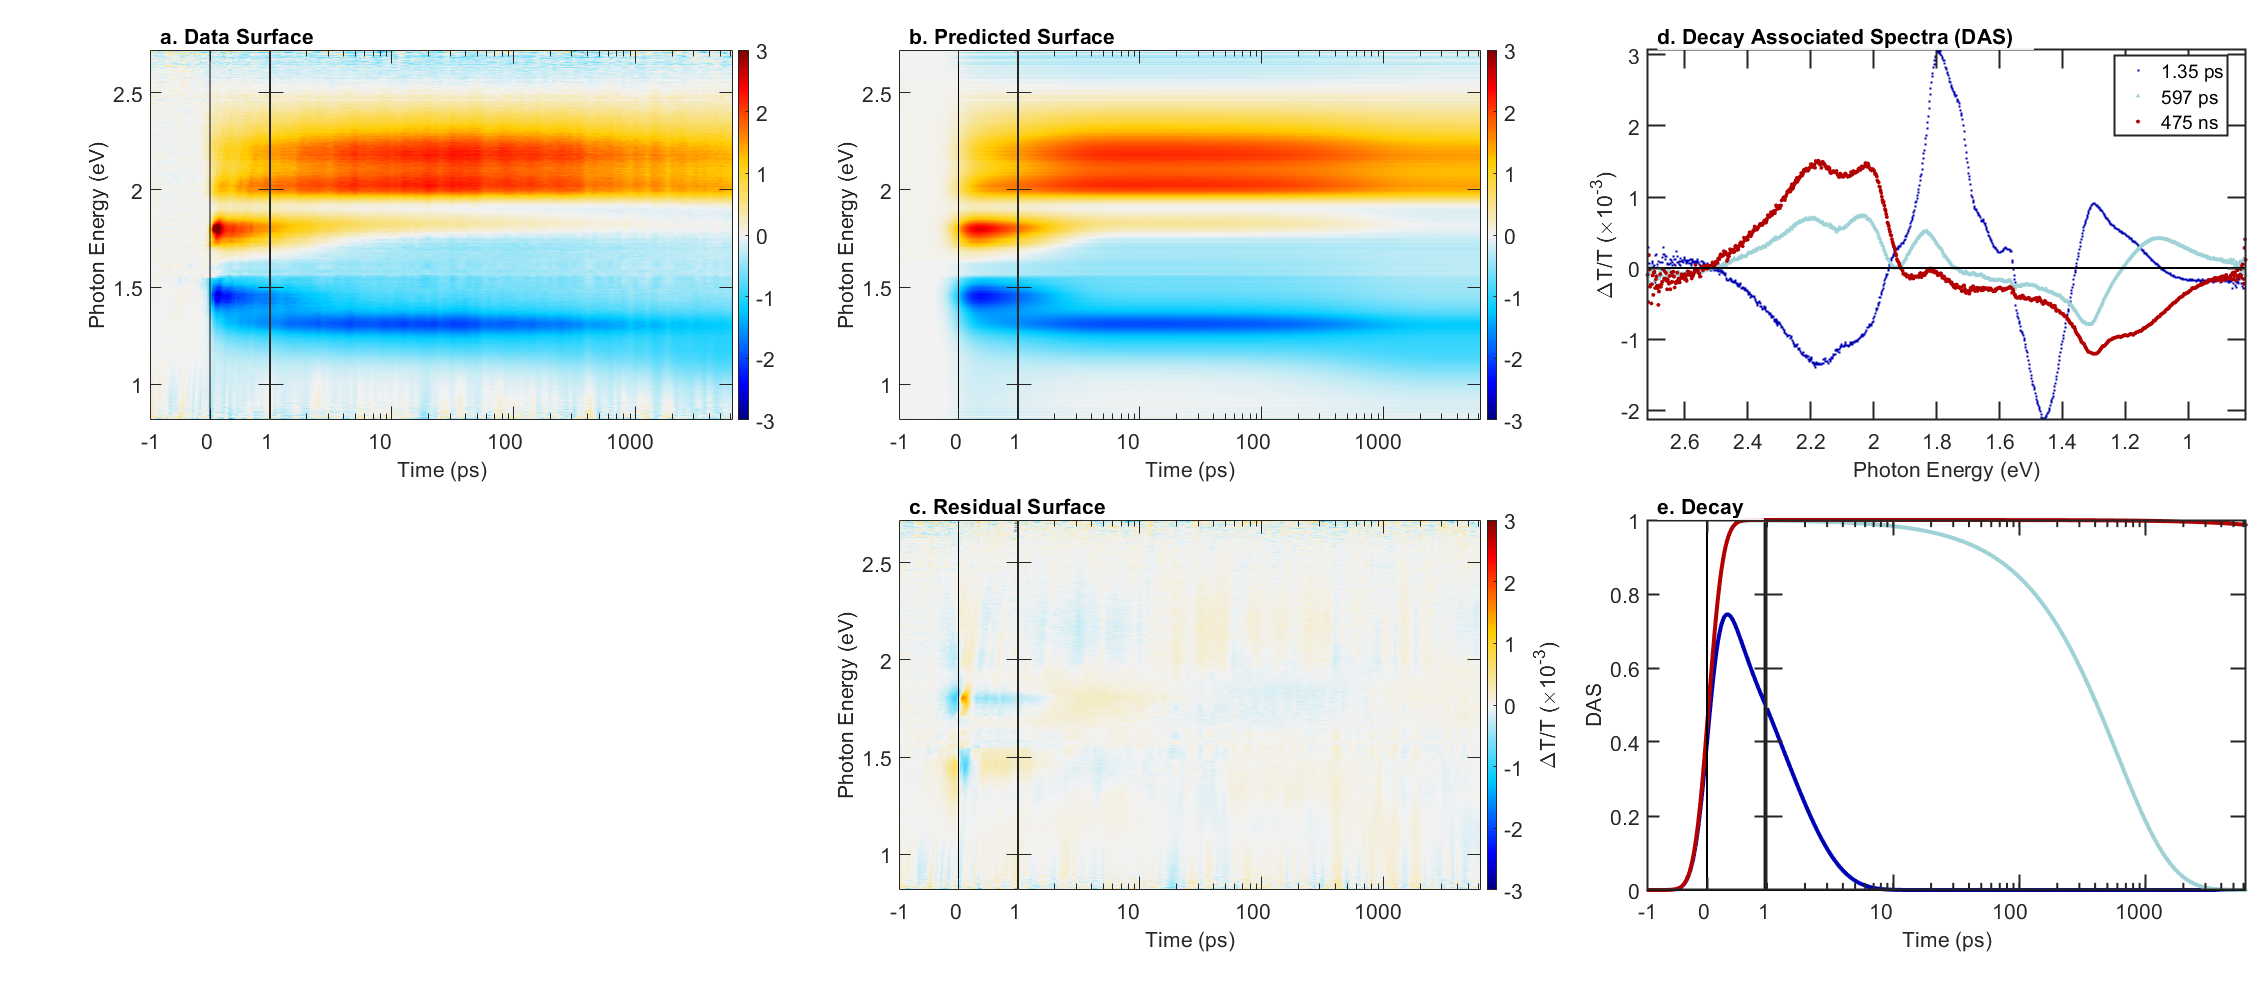 a. Data Surface
3
2
1
0
-1
-2
-3
2.5
2
1.5
1
Photon Energy (eV)
-1 0 1 10 100 1000
Time (ps)
b. Predicted Surface
3
2
1
0
-1
-2
-3
2.5
2
1.5
1
Photon Energy (eV)
-1 0 1 10 100 1000
Time (ps)
d. Decay Associated Spectra (DAS)
1.35 ps
597 ps
475 ns
3
2
1
0
-1
-2
ΔT/T (×10-3)
2.6 2.4 2.2 2 1.8 1.6 1.4 1.2 1
Photon Energy (eV)
c. Residual Surface
3
2
1
0
-1
-2
-3
ΔT/T (×10-3)
2.5
2
1.5
1
Photon Energy (eV)
-1 0 1 10 100 1000
Time (ps)
e. Decay
1
0.8
0.6
0.4
0.2
0
DAS
-1 0 1 10 100 1000
Time (ps)